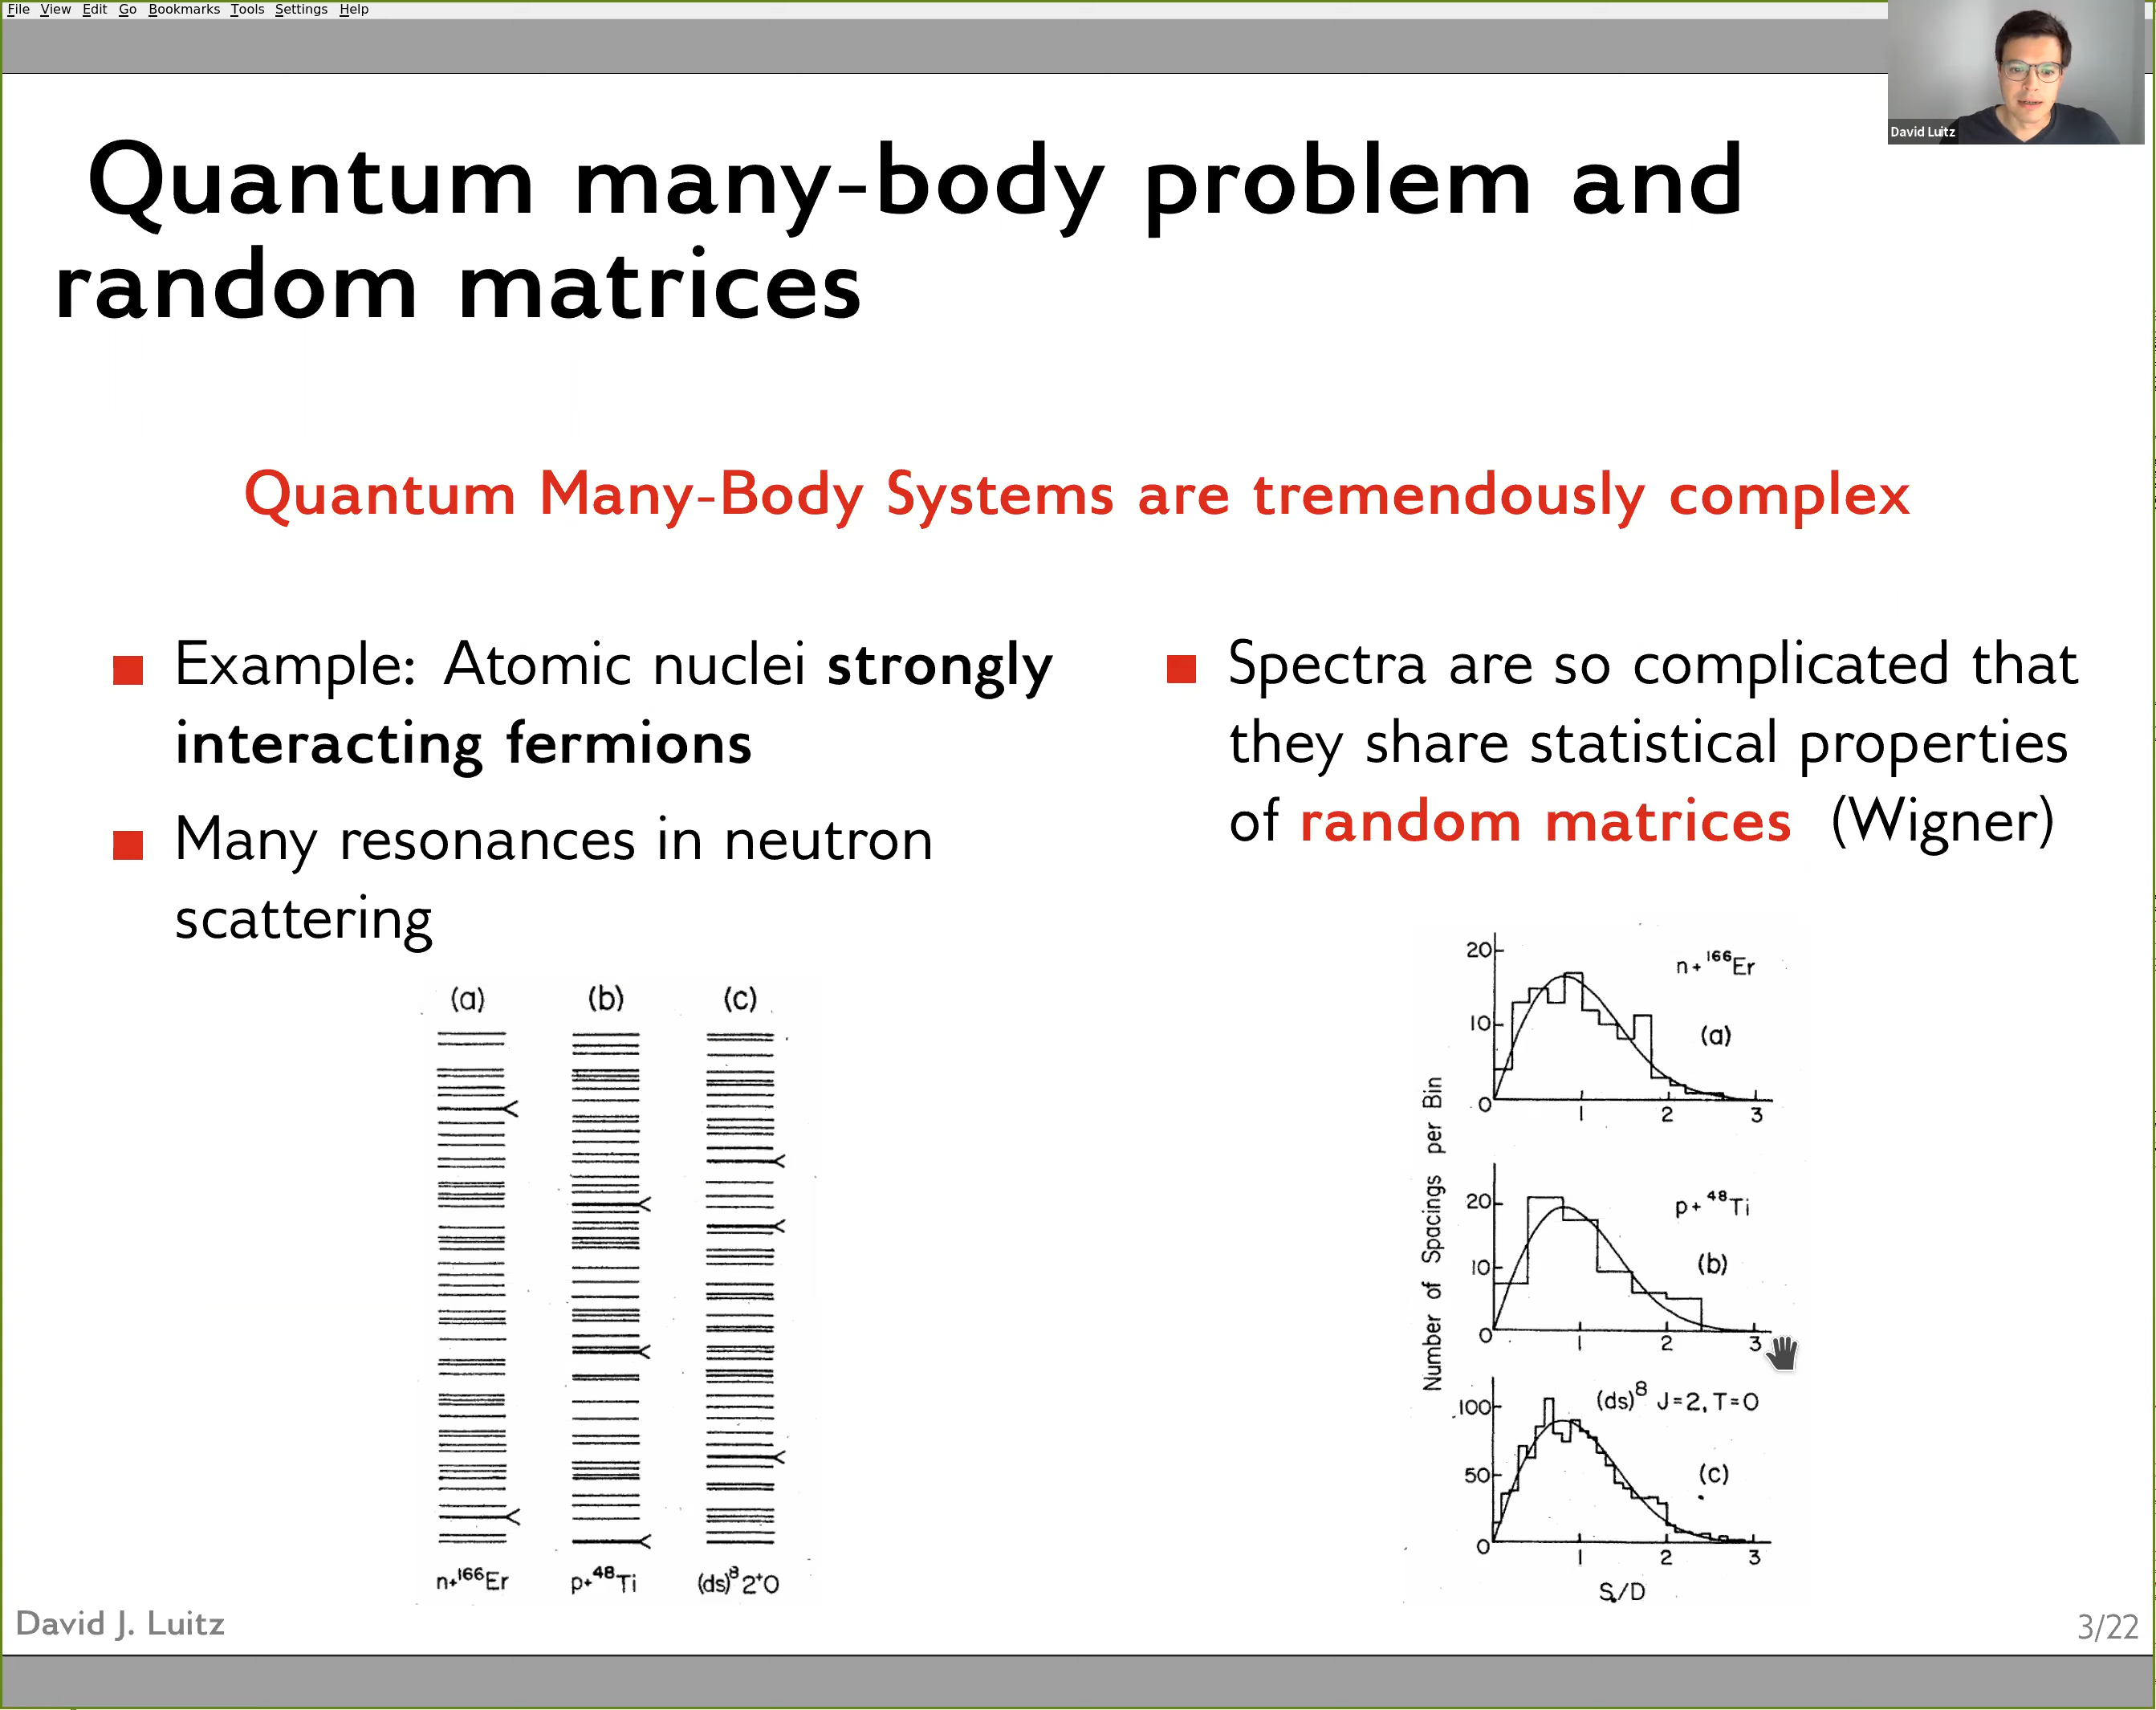 File View Edit Go Bookmarks Tools Settings Help
David Luitz
Quantum many-body problem and
random matrices
Quantum Many-Body Systems are tremendously complex
Example: Atomic nuclei strongly
interacting fermions
Many resonances in neutron
scattering
Spectra are so complicated that
they share statistical properties
of random matrices (Wigner)
(a) (b) (c)
n+¹⁶⁶Er p+⁴⁸Ti (ds)⁸2⁺0
Number of Spacings per Bin
20
n+¹⁶⁶Er
10
(a)
0
1 2 3
20
p+⁴⁸Ti
10
(b)
0
1 2 3
100
(ds)⁸ J=2, T=0
50
(c)
0
1 2 3
S/D
David J. Luitz
3/22